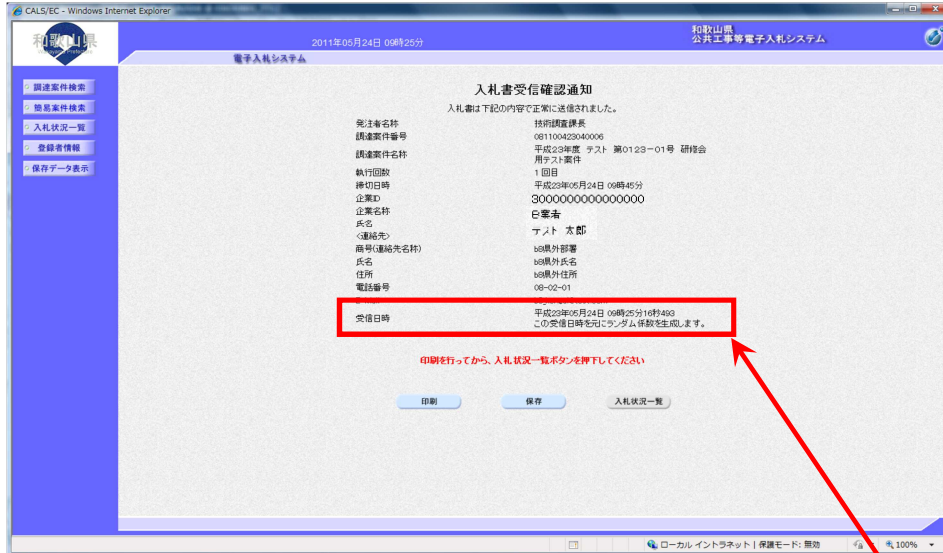 CALS/EC - Windows Internet Explorer
和歌山県
2011年05月24日 09時25分
和歌山県
公共工事等電子入札システム
電子入札システム
調達案件検索
簡易案件検索
入札状況一覧
登録者情報
保存データ表示
入札書受信確認通知
入札書は下記の内容で正常に送信されました。
発注者名称 技術調査課長
調達案件番号 081100423040006
調達案件名称 平成23年度 テスト 第0123-01号 研修会
用テスト案件
執行回数 1回目
締切日時 平成23年05月24日 09時45分
企業ID 3000000000000000
企業名称 B業者
氏名 テスト 太郎
<連絡先>
商号(連絡先名称) b8県外部署
氏名 b8県外氏名
住所 b8県外住所
電話番号 08-02-01
受信日時 平成23年05月24日 09時25分16秒493
この受信日時を元にランダム係数を生成します。
印刷を行ってから、入札状況一覧ボタンを押下してください
印刷 保存 入札状況一覧
ローカル イントラネット | 保護モード: 無効 100%